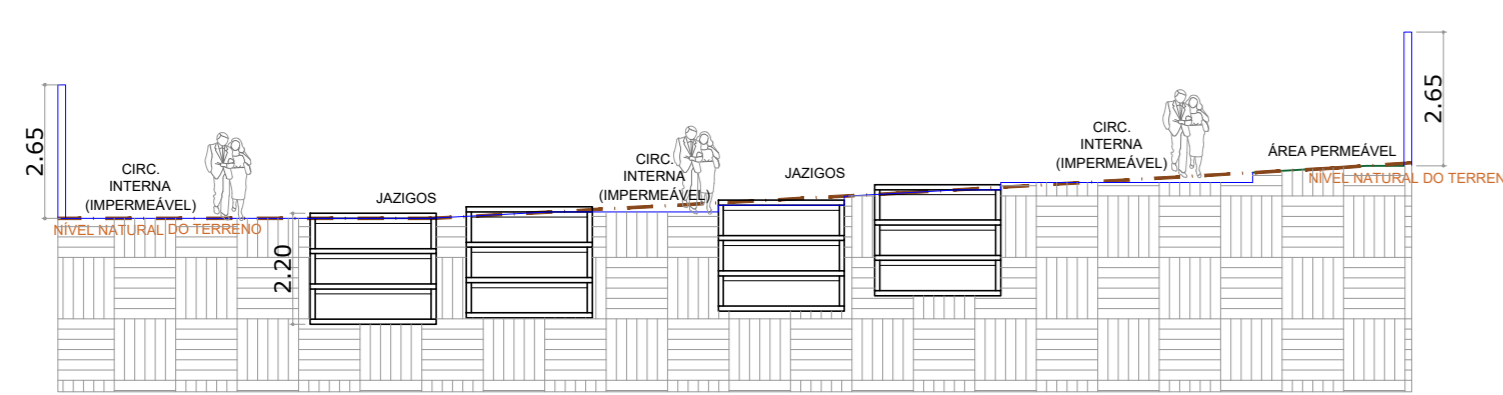 2.65
CIRC.
INTERNA
(IMPERMEÁVEL)
NÍVEL NATURAL DO TERRENO
JAZIGOS
2.20
CIRC.
INTERNA
(IMPERMEÁVEL)
JAZIGOS
CIRC.
INTERNA
(IMPERMEÁVEL)
ÁREA PERMEÁVEL
NÍVEL NATURAL DO TERREN
2.65